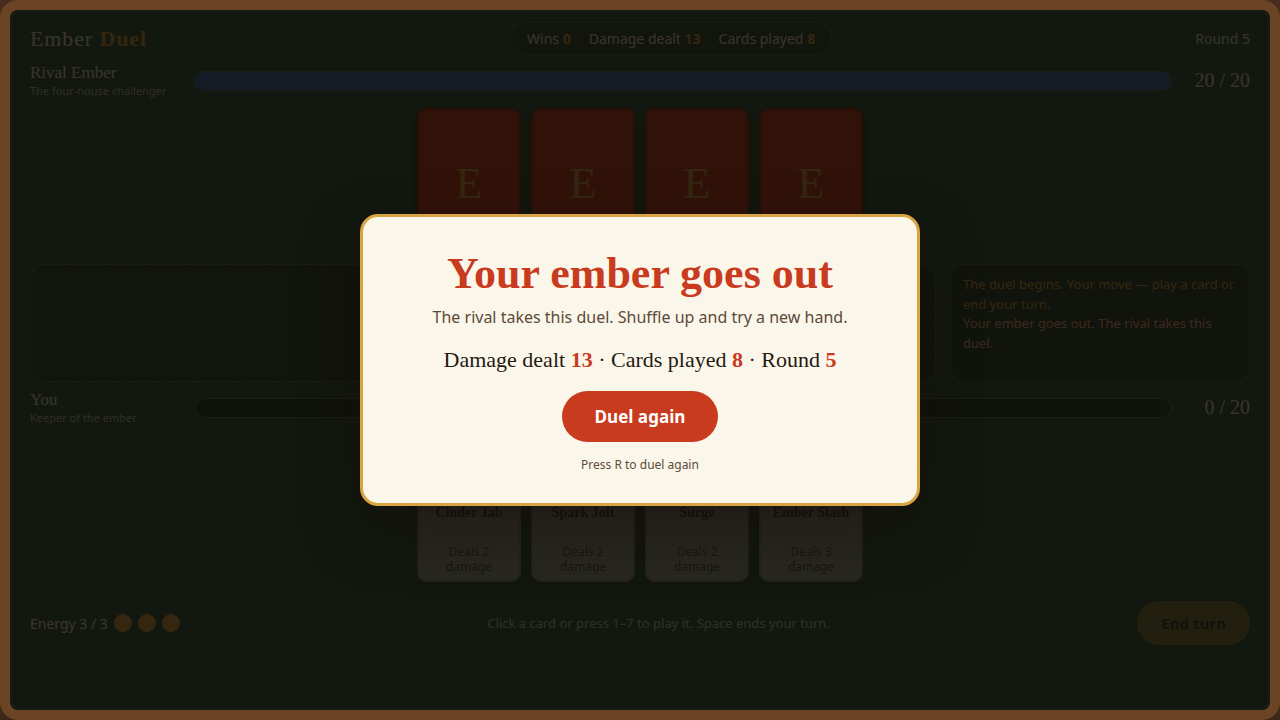 Ember Duel
Wins 0 Damage dealt 13 Cards played 8
Round 5
Rival Ember
The four-house challenger
20 / 20
E E E E
Your ember goes out
The rival takes this duel. Shuffle up and try a new hand.
Damage dealt 13 · Cards played 8 · Round 5
Duel again
Press R to duel again
The duel begins. Your move — play a card or
end your turn.
Your ember goes out. The rival takes this
duel.
You
Keeper of the ember
0 / 20
Cinder Jab Spark Jolt Surge Ember Slash
Deals 2 Deals 2 Deals 2 Deals 3
damage damage damage damage
Energy 3 / 3
Click a card or press 1–7 to play it. Space ends your turn.
End turn